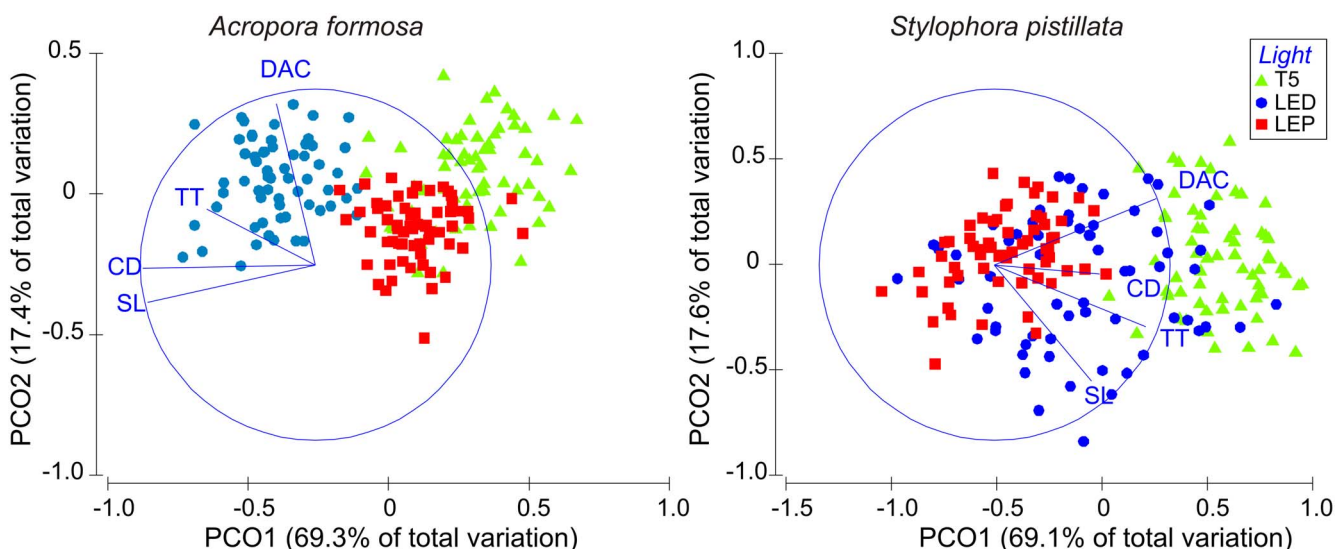 Acropora formosa
0.5
0
-0.5
-1.0
PCO2 (17.4% of total variation)
DAC
TT
CD
SL
-1.0
-0.5
0
0.5
1.0
PCO1 (69.3% of total variation)
Stylophora pistillata
1.0
0.5
0
-0.5
-1.0
PCO2 (17.6% of total variation)
DAC
CD
TT
SL
-1.5
-1.0
-0.5
0
0.5
1.0
PCO1 (69.1% of total variation)
Light
T5
LED
LEP